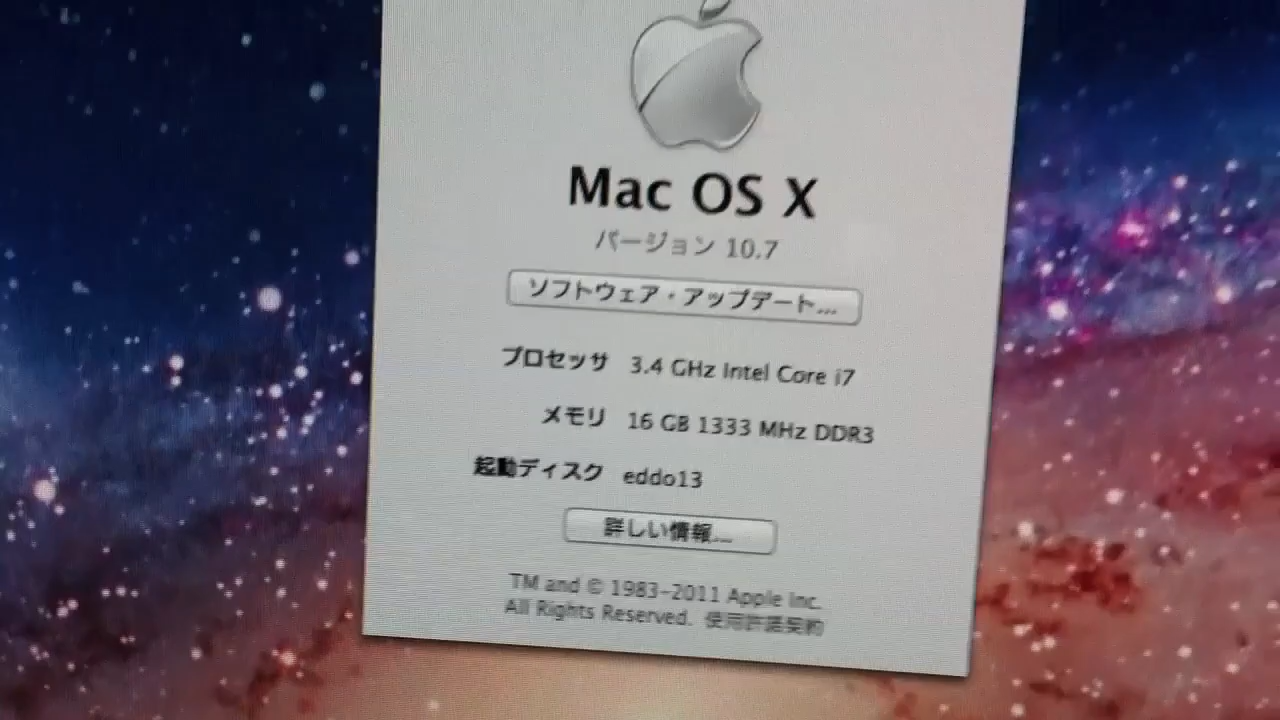 Mac OS X
バージョン 10.7
ソフトウェア・アップデート...
プロセッサ 3.4 GHz Intel Core i7
メモリ 16 GB 1333 MHz DDR3
起動ディスク eddo13
詳しい情報...
TM and © 1983-2011 Apple Inc.
All Rights Reserved. 使用許諾契約